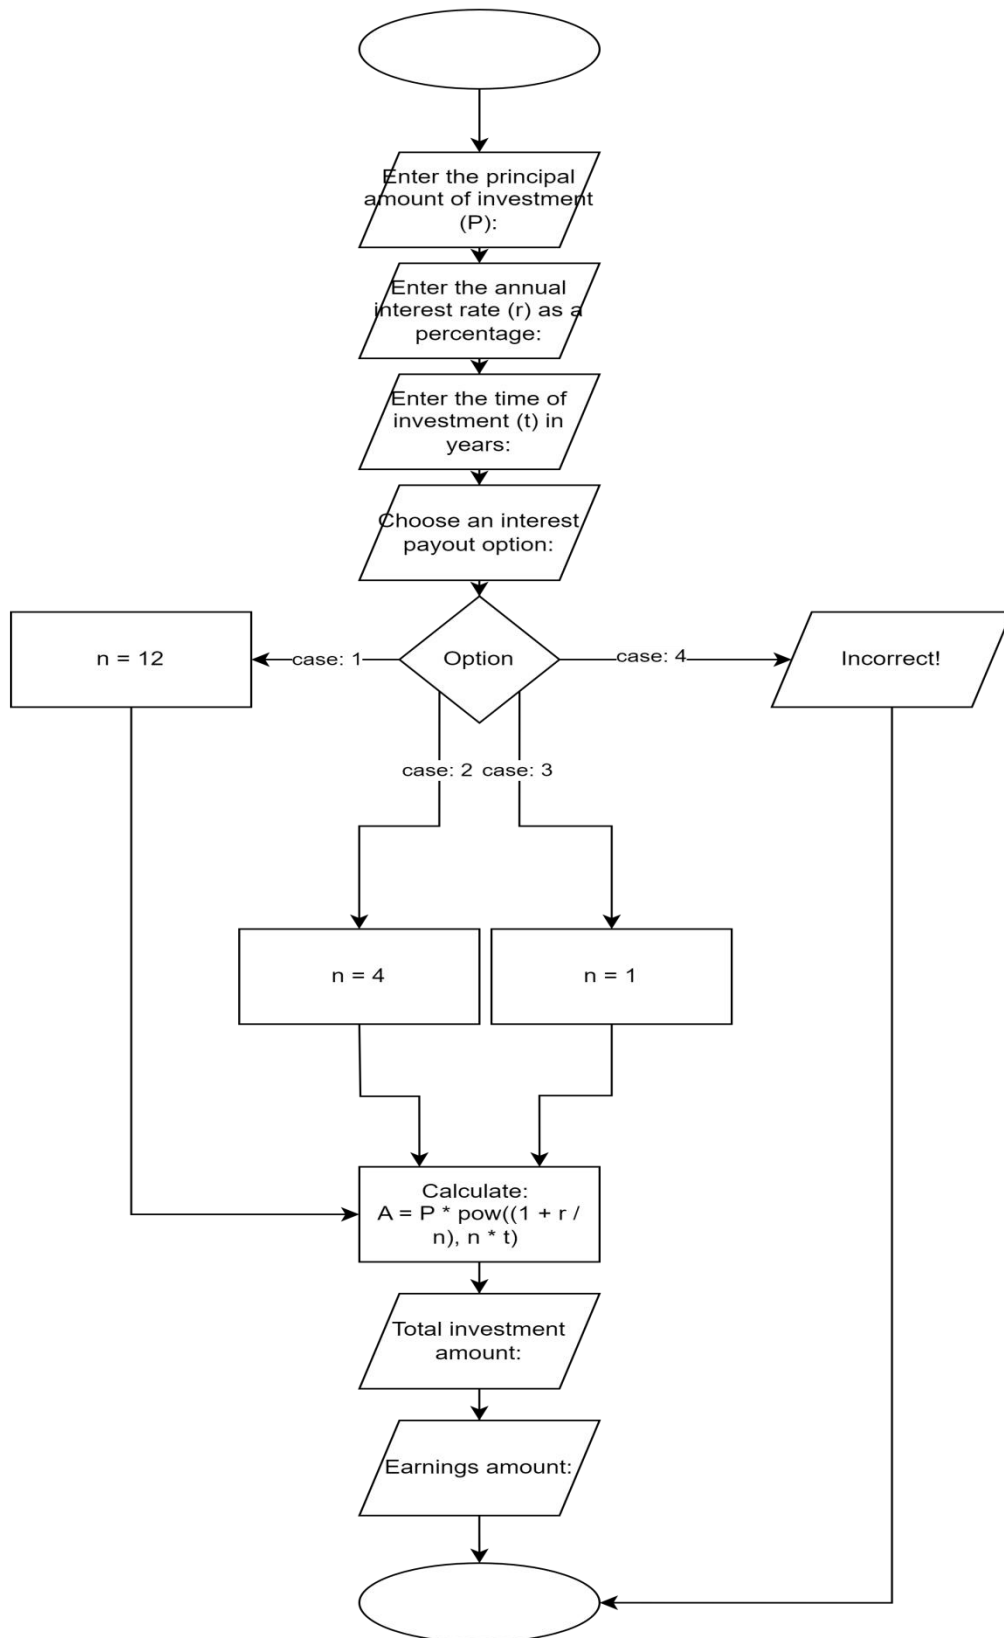 Enter the principal
amount of investment
(P):
Enter the annual
interest rate (r) as a
percentage:
Enter the time of
investment (t) in
years:
Choose an interest
payout option:
n = 12
case: 1
Option
case: 4
Incorrect!
case: 2
case: 3
n = 4
n = 1
Calculate:
A = P * pow((1 + r /
n), n * t)
Total investment
amount:
Earnings amount: